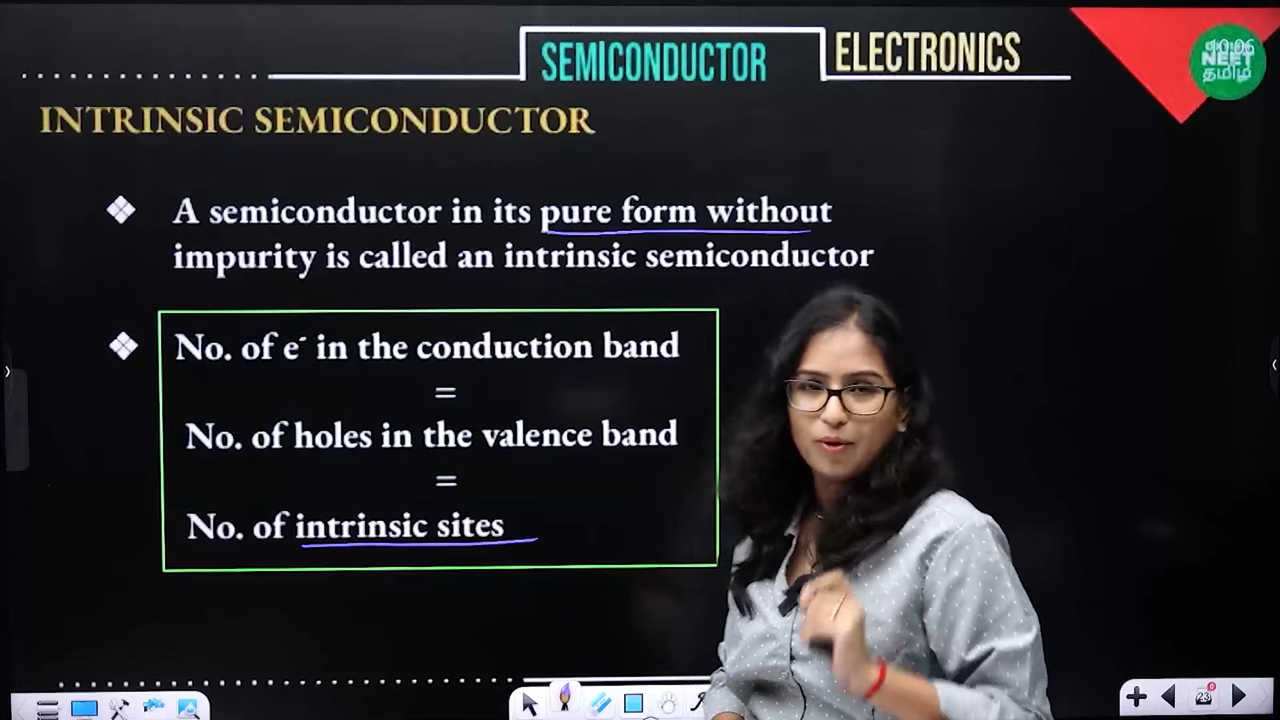 SEMICONDUCTOR ELECTRONICS
NEET
தமிழ்
INTRINSIC SEMICONDUCTOR
A semiconductor in its pure form without
impurity is called an intrinsic semiconductor
No. of e⁻ in the conduction band
=
No. of holes in the valence band
=
No. of intrinsic sites
23